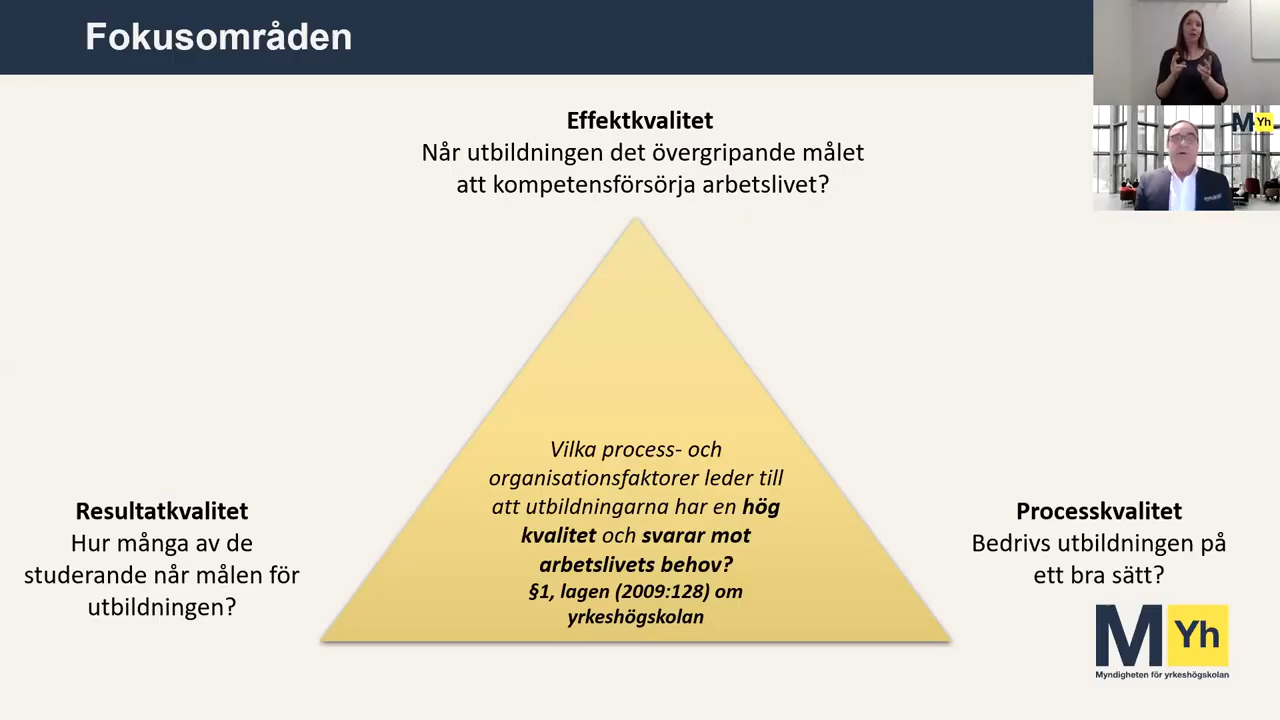 Fokusområden
M Yh
Effektkvalitet
Når utbildningen det övergripande målet
att kompetensförsörja arbetslivet?
Vilka process- och
organisationsfaktorer leder till
att utbildningarna har en hög
kvalitet och svarar mot
arbetslivets behov?
§1, lagen (2009:128) om
yrkeshögskolan
Resultatkvalitet
Hur många av de
studerande når målen för
utbildningen?
Processkvalitet
Bedrivs utbildningen på
ett bra sätt?
M Yh
Myndigheten för yrkeshögskolan